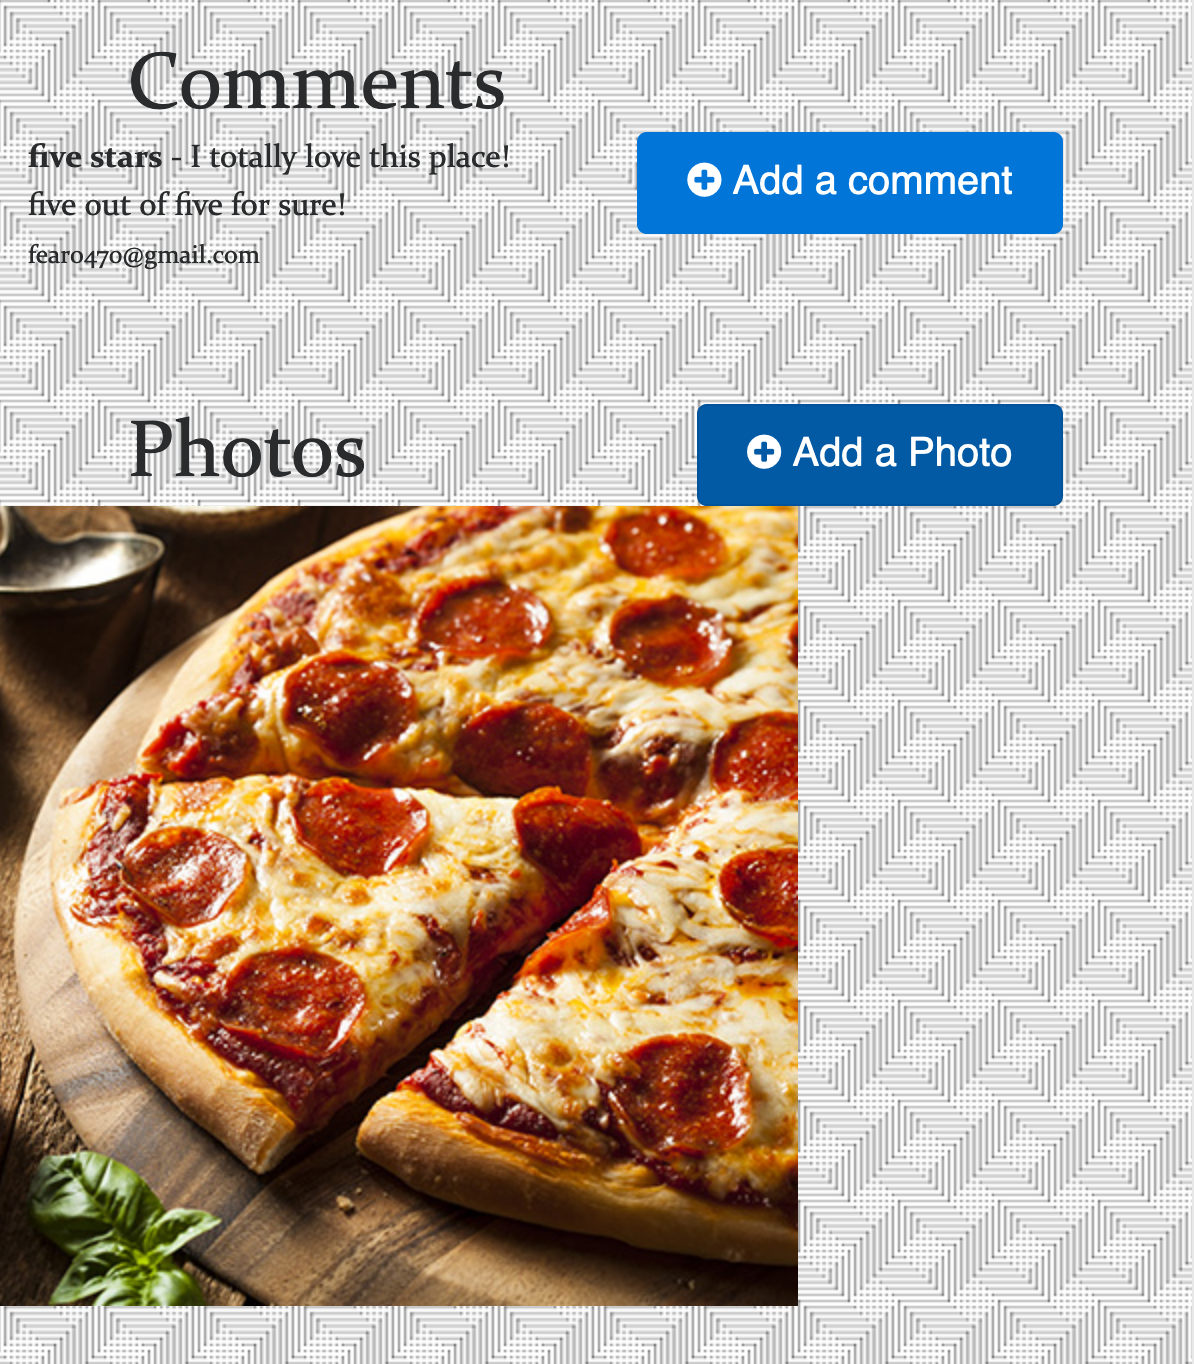 Comments
five stars - I totally love this place!
five out of five for sure!
fearo470@gmail.com
Add a comment
Photos
Add a Photo